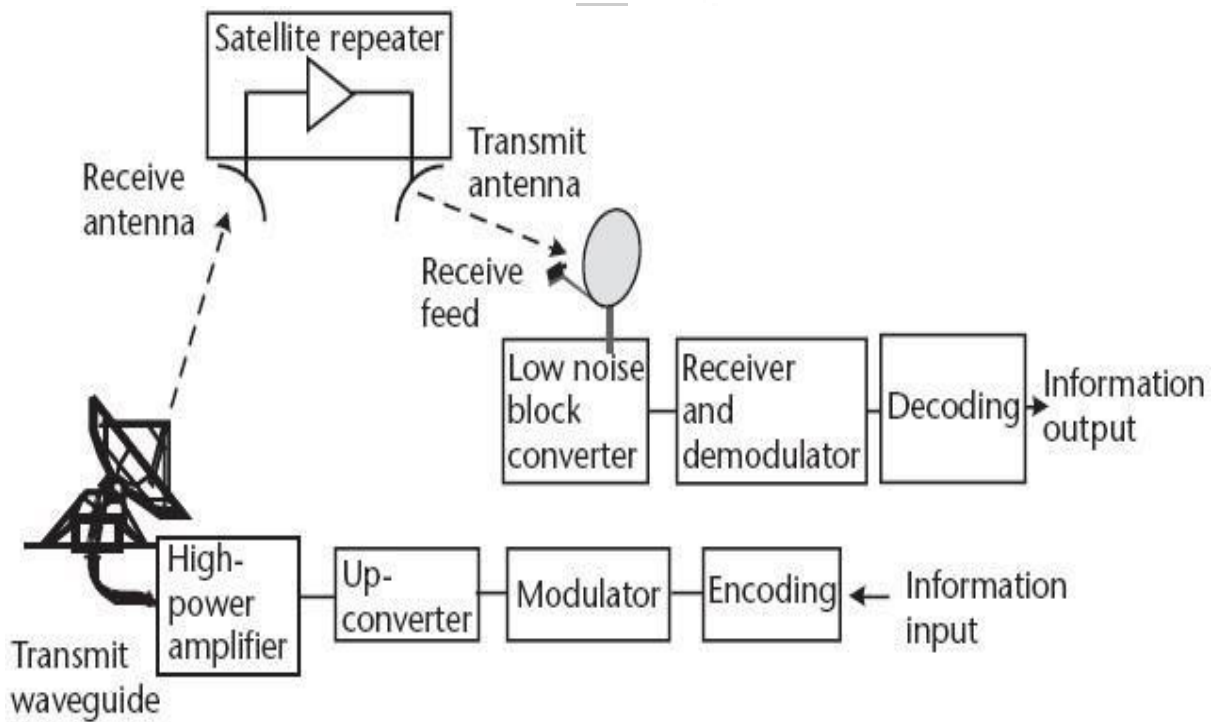 Satellite repeater
Transmit
antenna
Receive
antenna
Receive
feed
Low noise
block
converter
Receiver
and
demodulator
Decoding
Information
output
High-
power
amplifier
Up-
converter
Modulator
Encoding
Information
input
Transmit
waveguide